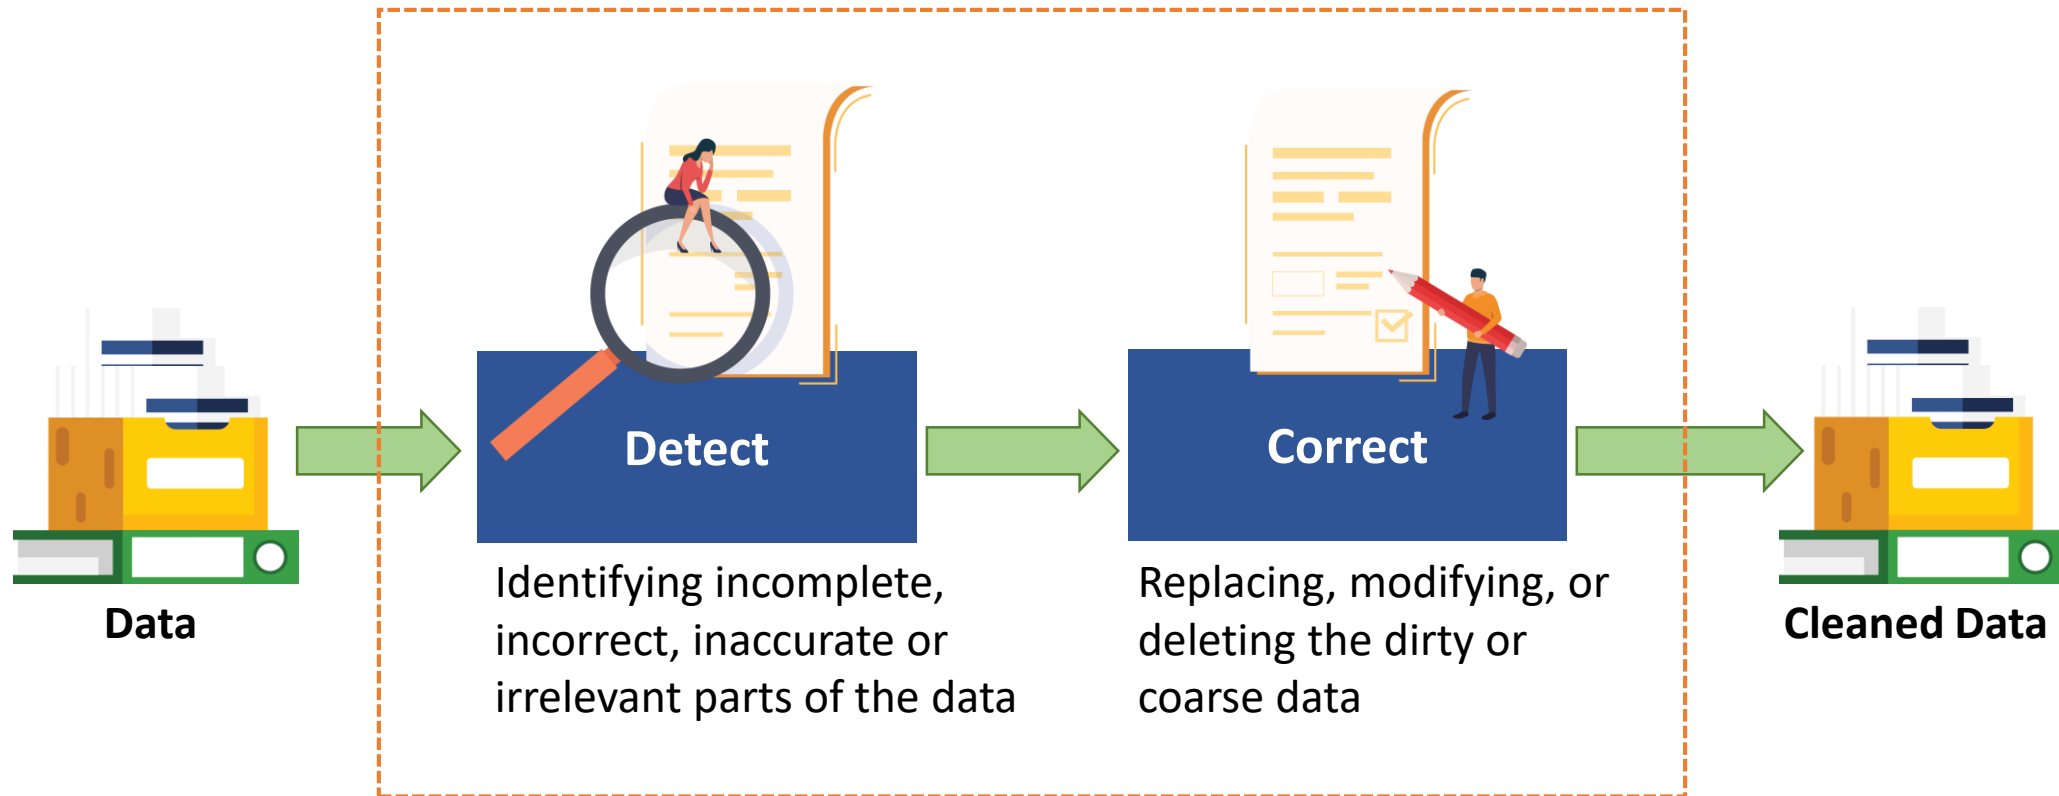 Detect
Correct
Identifying incomplete,
incorrect, inaccurate or
irrelevant parts of the data
Replacing, modifying, or
deleting the dirty or
coarse data
Data
Cleaned Data